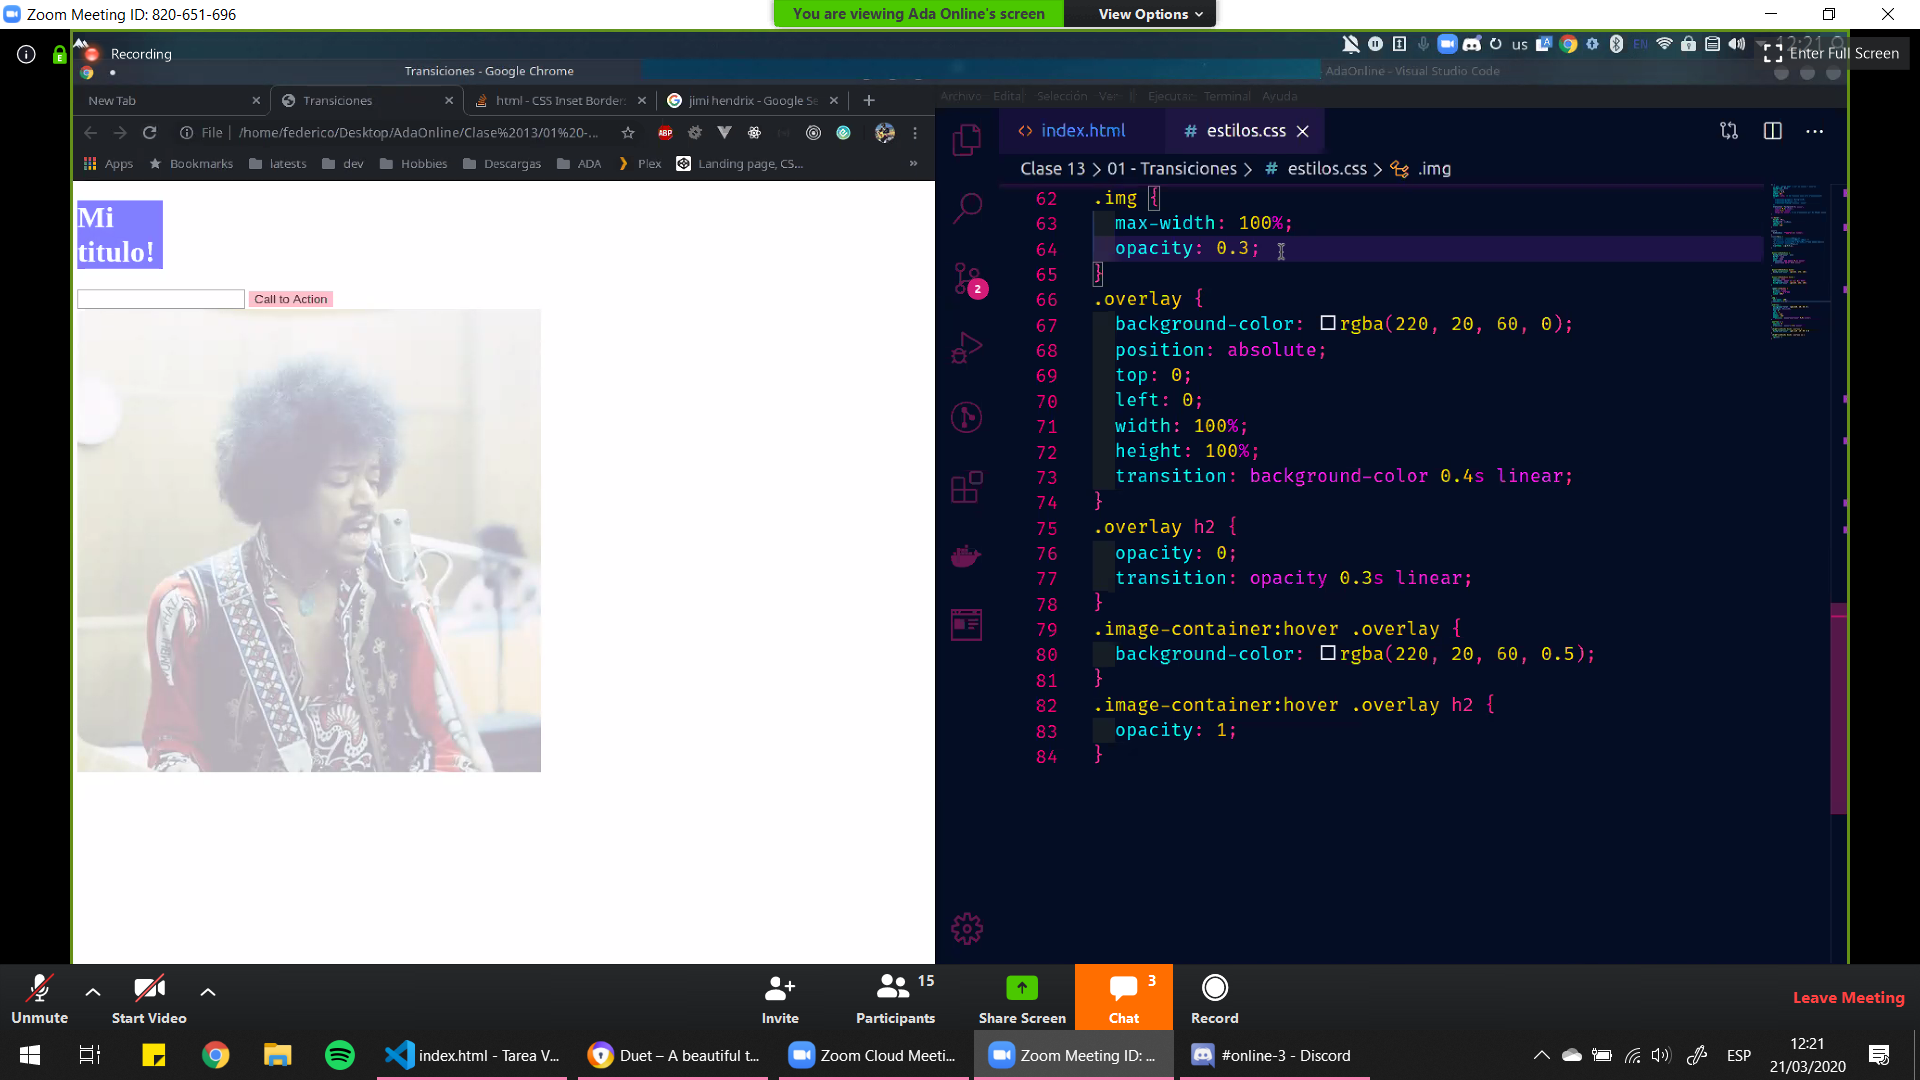 Zoom Meeting ID: 820-651-696
You are viewing Ada Online's screen
View Options
Recording
us
EN
12:21
Enter Full Screen
Transiciones - Google Chrome
AdaOnline - Visual Studio Code
New Tab
Transiciones
html - CSS Inset Border
jimi hendrix - Google Se
Archivo Editar Selección Ver Ejecutar Terminal Ayuda
File
/home/federico/Desktop/AdaOnline/Clase%2013/01%20-...
ABP
index.html
# estilos.css
Apps
Bookmarks
latests
dev
Hobbies
Descargas
ADA
Plex
Landing page, CS...
»
Clase 13 > 01 - Transiciones > # estilos.css > .img
Mi
titulo!
Call to Action
62 .img {
63 max-width: 100%;
64 opacity: 0.3;
65 }
66 .overlay {
67 background-color: rgba(220, 20, 60, 0);
68 position: absolute;
69 top: 0;
70 left: 0;
71 width: 100%;
72 height: 100%;
73 transition: background-color 0.4s linear;
74 }
75 .overlay h2 {
76 opacity: 0;
77 transition: opacity 0.3s linear;
78 }
79 .image-container:hover .overlay {
80 background-color: rgba(220, 20, 60, 0.5);
81 }
82 .image-container:hover .overlay h2 {
83 opacity: 1;
84 }
2
Unmute
Start Video
Invite
15
Participants
Share Screen
3
Chat
Record
Leave Meeting
index.html - Tarea V...
Duet – A beautiful t...
Zoom Cloud Meeti...
Zoom Meeting ID: ...
#online-3 - Discord
ESP
12:21
21/03/2020